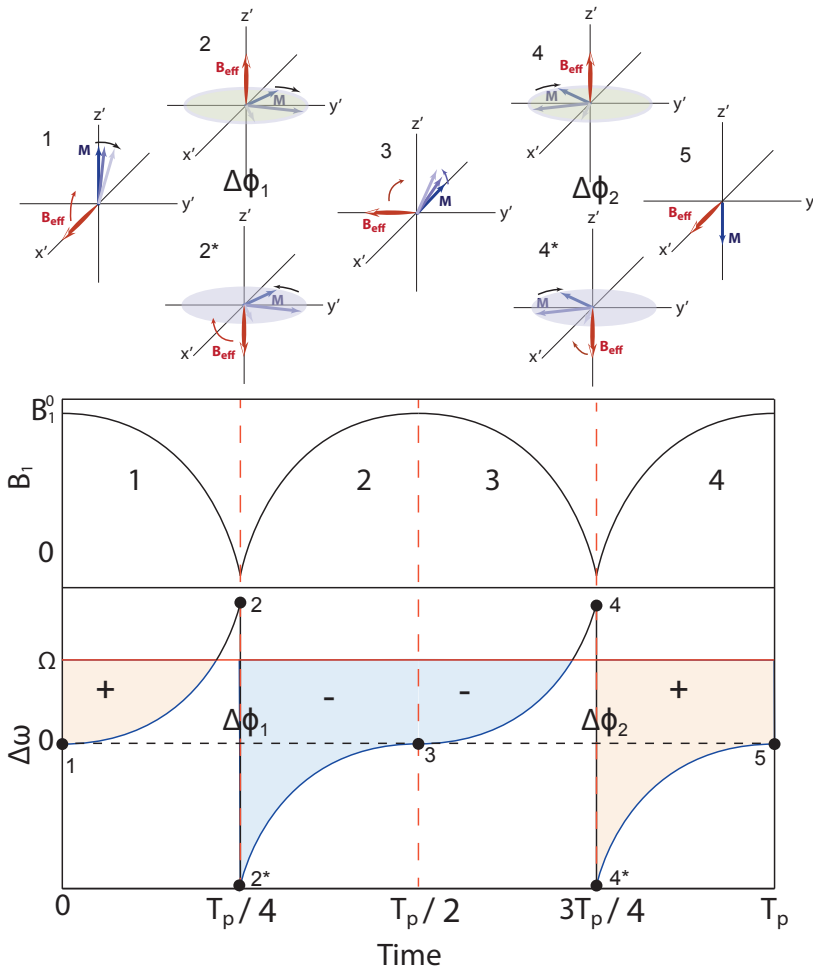 2
z'
B_eff
M
y'
x'
Δϕ₁
4
z'
B_eff
M
y'
x'
Δϕ₂
1
z'
M
B_eff
x'
3
z'
B_eff
M
y'
5
z'
y
B_eff
x'
M
2*
z'
M
y'
x'
B_eff
4*
z'
M
y'
x'
B_eff
B₁⁰
B₁
0
1
2
3
4
Δω
Ω
0
+
-
-
+
Δϕ₁
Δϕ₂
1
2
2*
3
4
4*
5
0
T_p / 4
T_p / 2
3T_p / 4
T_p
Time